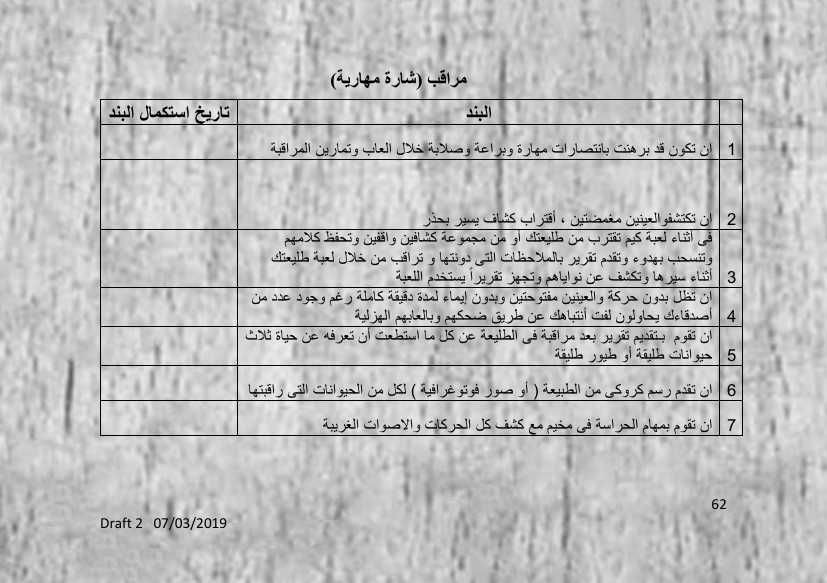 مراقب (شارة مهارية)
البند	تاريخ استكمال البند
1 ان تكون قد برهنت بانتصارات مهارة وبراعة وصلابة خلال العاب وتمارين المراقبة
2 ان تكتشفوالعينين مغمضتين ، أقتراب كشاف يسير بحذر
فى أثناء لعبة كيم تقترب من طليعتك أو من مجموعة كشافين واقفين وتحفظ كلامهم
وتنسحب بهدوء وتقدم تقرير بالملاحظات التى دونتها و تراقب من خلال لعبة طليعتك
3 أثناء سيرها وتكشف عن نواياهم وتجهز تقريراً يستخدم اللعبة
ان تظل بدون حركة والعينين مفتوحتين وبدون إيماء لمدة دقيقة كاملة رغم وجود عدد من
4 أصدقاءك يحاولون لفت أنتباهك عن طريق ضحكهم وبالعابهم الهزلية
ان تقوم بـتقديم تقرير بعد مراقبة فى الطليعة عن كل ما استطعت أن تعرفه عن حياة ثلاث
5 حيوانات طليقة أو طيور طليقة
6 ان تقدم رسم كروكى من الطبيعة ( أو صور فوتوغرافية ) لكل من الحيوانات التى راقبتها
7 ان تقوم بمهام الحراسة فى مخيم مع كشف كل الحركات والاصوات الغريبة
62
Draft 2 07/03/2019